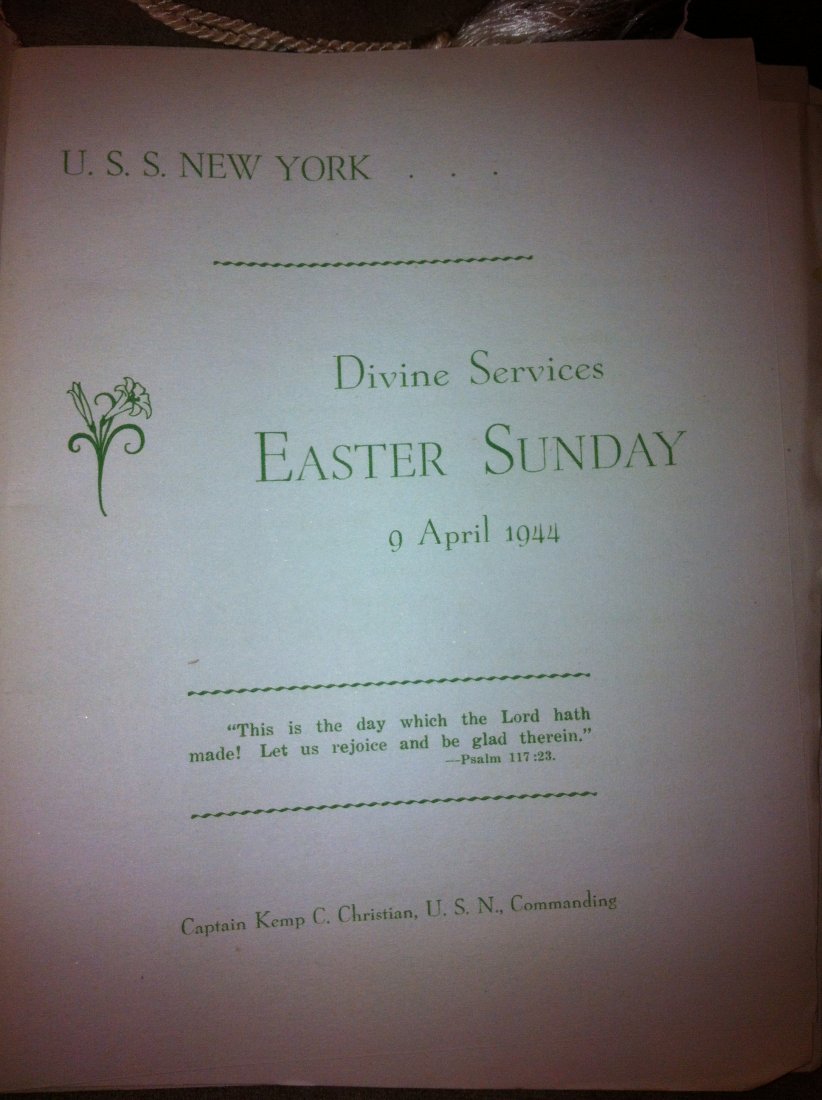 U. S. S. NEW YORK . . .
Divine Services
EASTER SUNDAY
9 April 1944
“This is the day which the Lord hath
made! Let us rejoice and be glad therein.”
—Psalm 117:23.
Captain Kemp C. Christian, U. S. N., Commanding